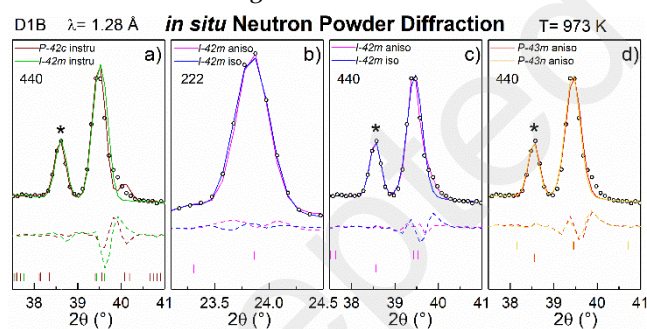 D1B λ= 1.28 Å in situ Neutron Powder Diffraction T= 973 K
P-42c instru
I-42m instru
a)
440
*
I-42m aniso
I-42m iso
b)
222
I-42m aniso
I-42m iso
c)
440
*
P-43m aniso
P-43n aniso
d)
440
*
38 39 40 41 23.5 24.0 24.5 38 39 40 41 38 39 40 41
2θ (°) 2θ (°) 2θ (°) 2θ (°)